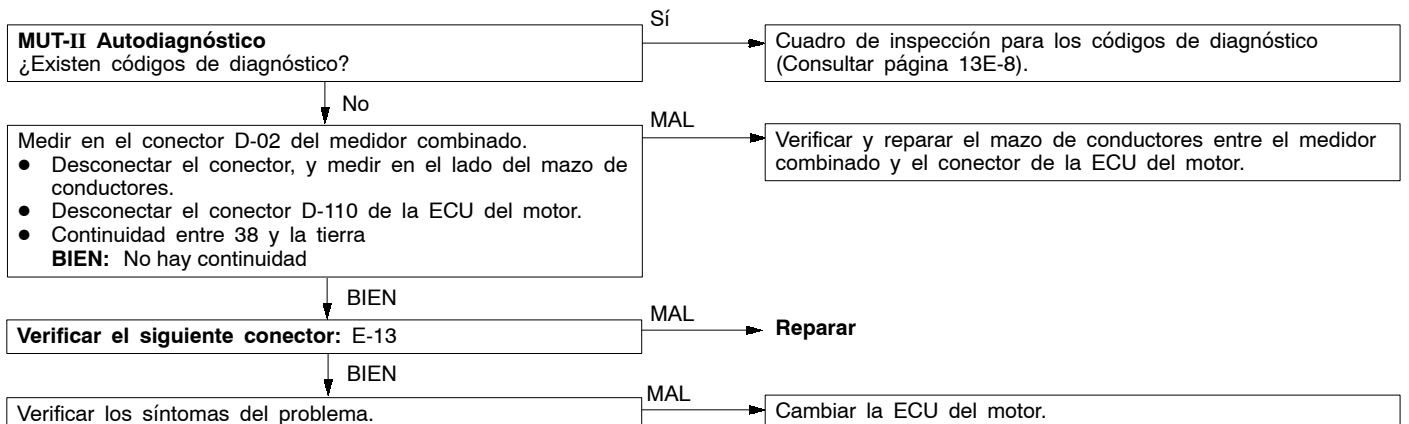 Sí
MUT-II Autodiagnóstico
¿Existen códigos de diagnóstico?
Cuadro de inspección para los códigos de diagnóstico
(Consultar página 13E-8).
No
Medir en el conector D-02 del medidor combinado.
● Desconectar el conector, y medir en el lado del mazo de
conductores.
● Desconectar el conector D-110 de la ECU del motor.
● Continuidad entre 38 y la tierra
BIEN: No hay continuidad
MAL
Verificar y reparar el mazo de conductores entre el medidor
combinado y el conector de la ECU del motor.
BIEN
Verificar el siguiente conector: E-13
MAL
Reparar
BIEN
Verificar los síntomas del problema.
MAL
Cambiar la ECU del motor.